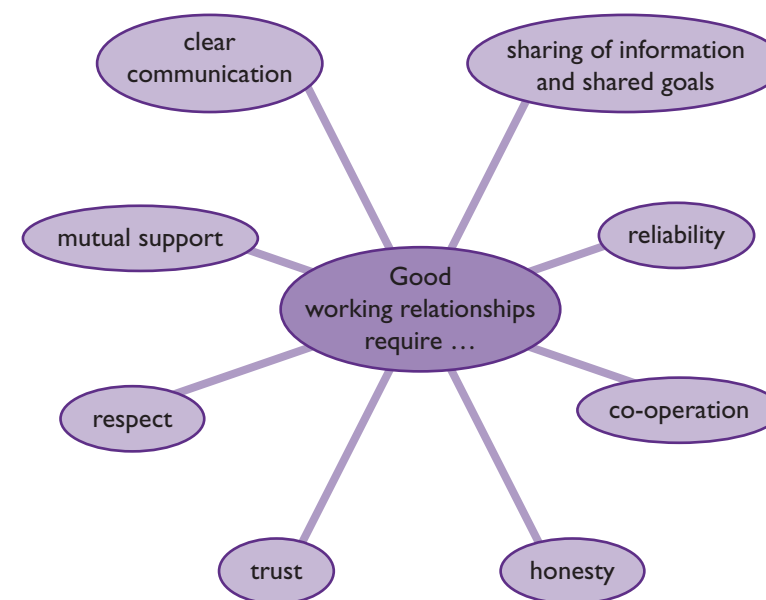 clear
communication
sharing of information
and shared goals
mutual support
reliability
Good
working relationships
require …
respect
co-operation
trust
honesty